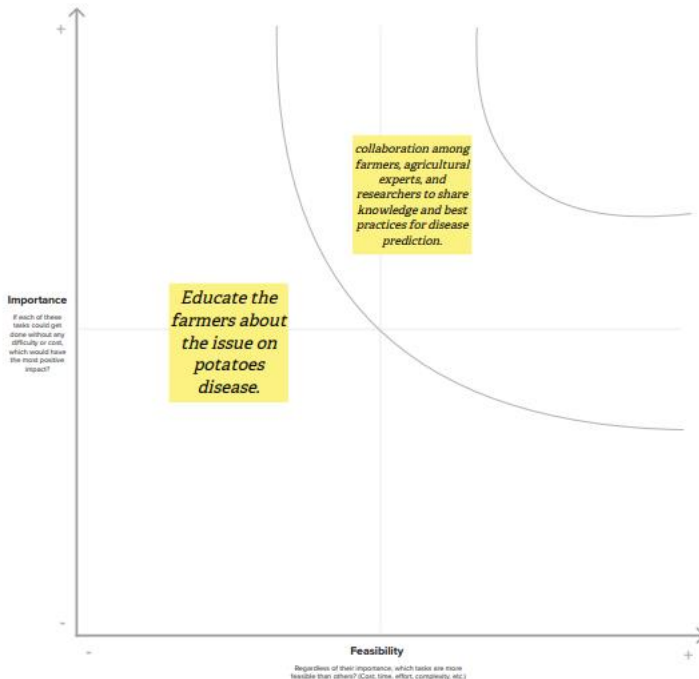 +
collaboration among
farmers, agricultural
experts, and
researchers to share
knowledge and best
practices for disease
prediction.
Educate the
farmers about
the issue on
potatoes
disease.
Importance
If each of these
tasks could get
done without any
difficulty or cost,
which would have
the most positive
impact?
-
-
Feasibility
+
Regardless of their importance, which tasks are more
feasible than others? (Cost, time, effort, complexity, etc.)